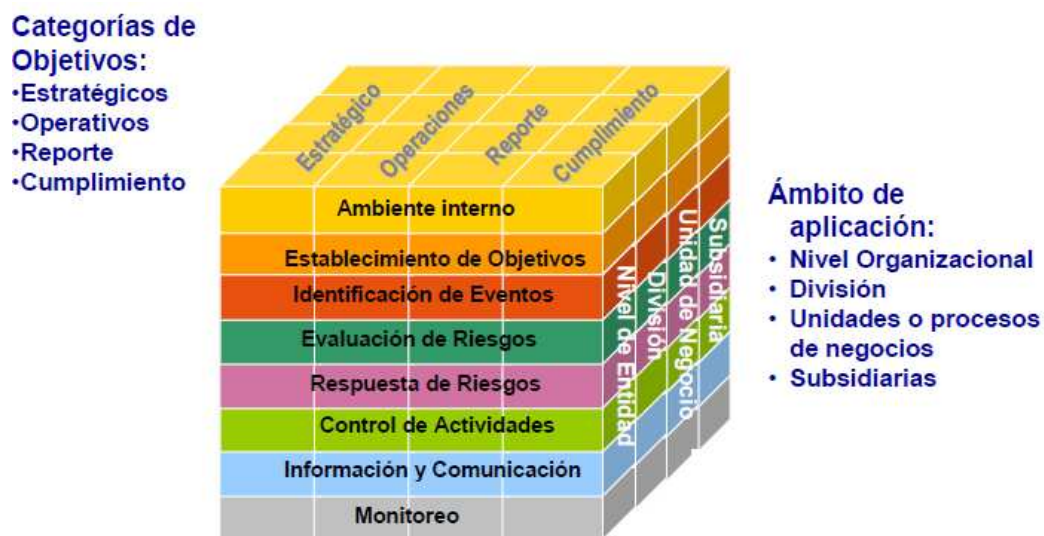 Categorías de
Objetivos:
•Estratégicos
•Operativos
•Reporte
•Cumplimiento
Estratégico
Operaciones
Reporte
Cumplimiento
Ambiente interno
Establecimiento de Objetivos
Identificación de Eventos
Evaluación de Riesgos
Respuesta de Riesgos
Control de Actividades
Información y Comunicación
Monitoreo
Nivel de Entidad
División
Unidad de Negocio
Subsidiaria
Ámbito de
aplicación:
• Nivel Organizacional
• División
• Unidades o procesos
de negocios
• Subsidiarias